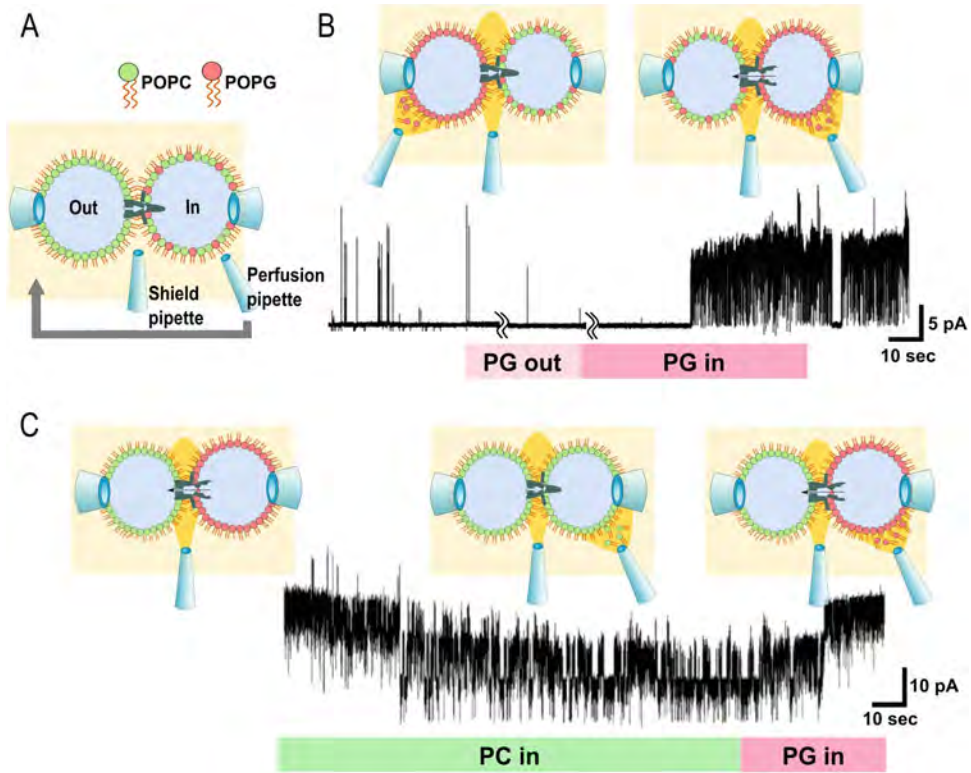 A
POPC
POPG
Out
In
Shield
pipette
Perfusion
pipette
B
5 pA
10 sec
PG out
PG in
C
10 pA
10 sec
PC in
PG in